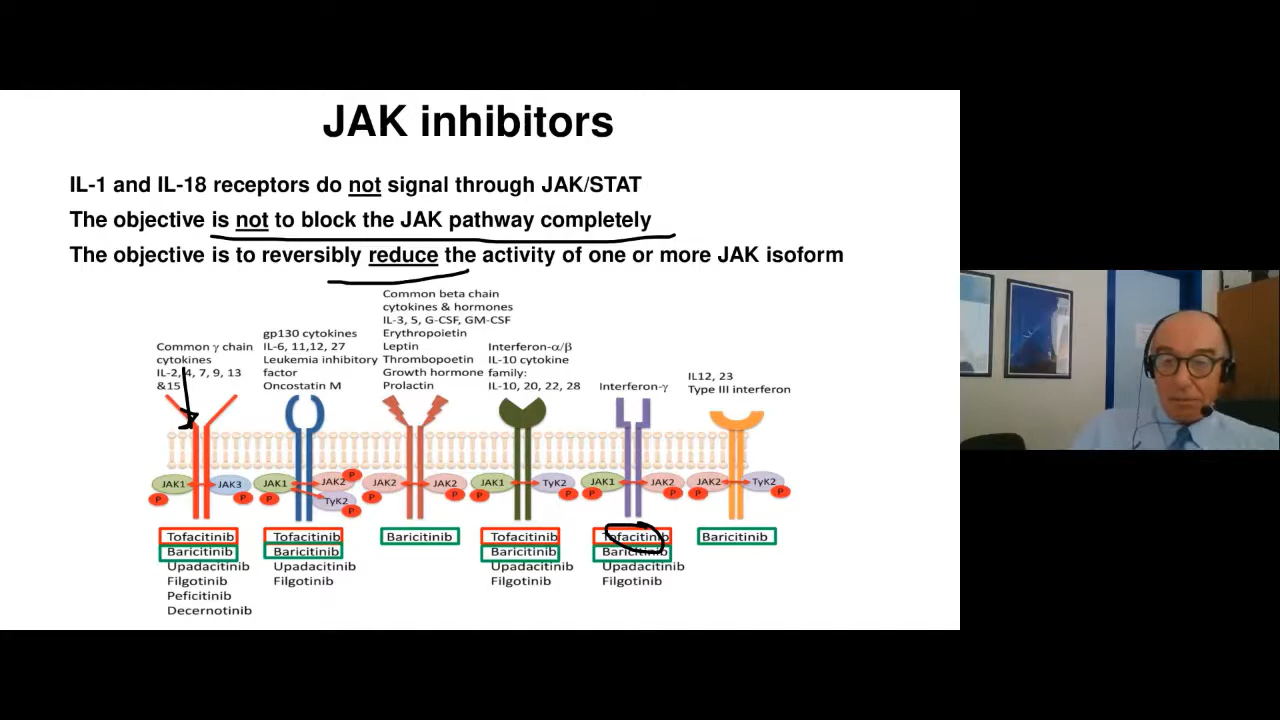 JAK inhibitors
IL-1 and IL-18 receptors do not signal through JAK/STAT
The objective is not to block the JAK pathway completely
The objective is to reversibly reduce the activity of one or more JAK isoform
Common γ chain
cytokines
IL-2, 4, 7, 9, 13
&15
gp130 cytokines
IL-6, 11,12, 27
Leukemia inhibitory
factor
Oncostatin M
Common beta chain
cytokines & hormones
IL-3, 5, G-CSF, GM-CSF
Erythropoietin
Leptin
Thrombopoetin
Growth hormone
Prolactin
Interferon-α/β
IL-10 cytokine
family:
IL-10, 20, 22, 28
Interferon-γ
IL12, 23
Type III interferon
JAK1 JAK3
P P
JAK1 JAK2 P
P TyK2 P
JAK2 JAK2
P P
JAK1 TyK2
P P
JAK1 JAK2
P P
JAK2 TyK2
P P
Tofacitinib
Baricitinib
Upadacitinib
Filgotinib
Peficitinib
Decernotinib
Tofacitinib
Baricitinib
Upadacitinib
Filgotinib
Baricitinib
Tofacitinib
Baricitinib
Upadacitinib
Filgotinib
Tofacitinib
Baricitinib
Upadacitinib
Filgotinib
Baricitinib